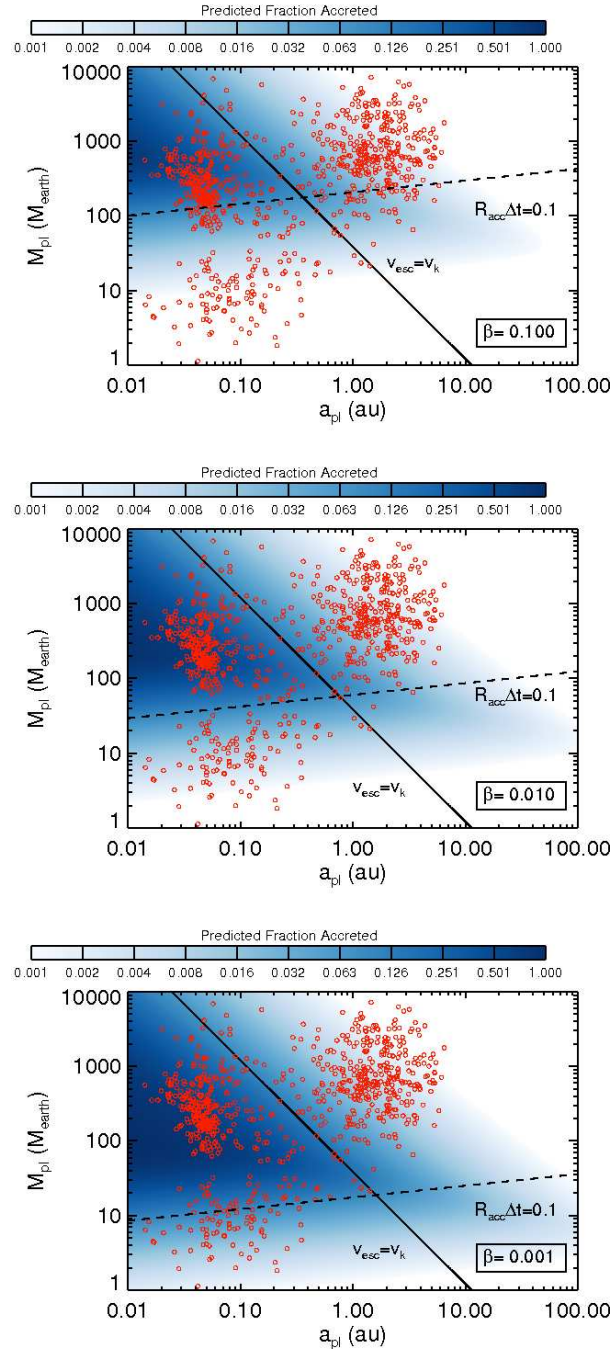 Predicted Fraction Accreted
0.001 0.002 0.004 0.008 0.016 0.032 0.063 0.126 0.251 0.501 1.000
10000
1000
100
10
1
M_pl (M_earth)
R_accΔt=0.1
v_esc=v_k
β= 0.100
0.01 0.10 1.00 10.00 100.00
a_pl (au)
Predicted Fraction Accreted
0.001 0.002 0.004 0.008 0.016 0.032 0.063 0.126 0.251 0.501 1.000
10000
1000
100
10
1
M_pl (M_earth)
R_accΔt=0.1
v_esc=v_k
β= 0.010
0.01 0.10 1.00 10.00 100.00
a_pl (au)
Predicted Fraction Accreted
0.001 0.002 0.004 0.008 0.016 0.032 0.063 0.126 0.251 0.501 1.000
10000
1000
100
10
1
M_pl (M_earth)
R_accΔt=0.1
v_esc=v_k
β= 0.001
0.01 0.10 1.00 10.00 100.00
a_pl (au)